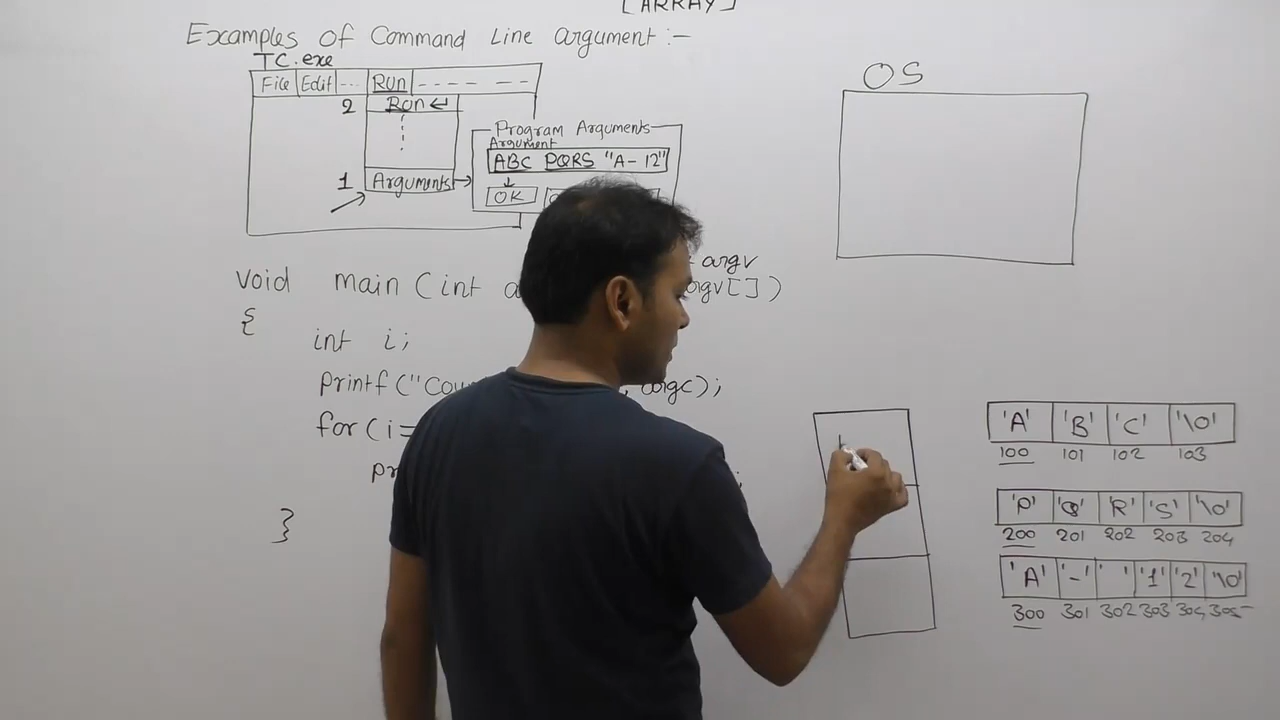 [ARRAY]
Examples of Command Line argument :-
TC.exe
File Edit ... RUN - - - - - - -
2 Run ↵
Program Arguments
Argument
ABC PQRS "A- 12"
1 Arguments →
OK
OS
argv
void main (int argv[])
{
int i;
Printf ("Cou argc);
for (i=
}
'A' 'B' 'C' '\0'
100 101 102 103
'P' 'Q' 'R' 'S' '\0'
200 201 202 203 204
'A' '-' ' ' '1' '2' '\0'
300 301 302 303 304 305